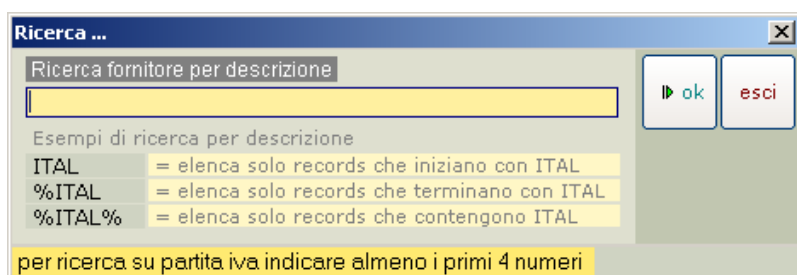 Ricerca ...
Ricerca fornitore per descrizione
ok
esci
Esempi di ricerca per descrizione
ITAL = elenca solo records che iniziano con ITAL
%ITAL = elenca solo records che terminano con ITAL
%ITAL% = elenca solo records che contengono ITAL
per ricerca su partita iva indicare almeno i primi 4 numeri